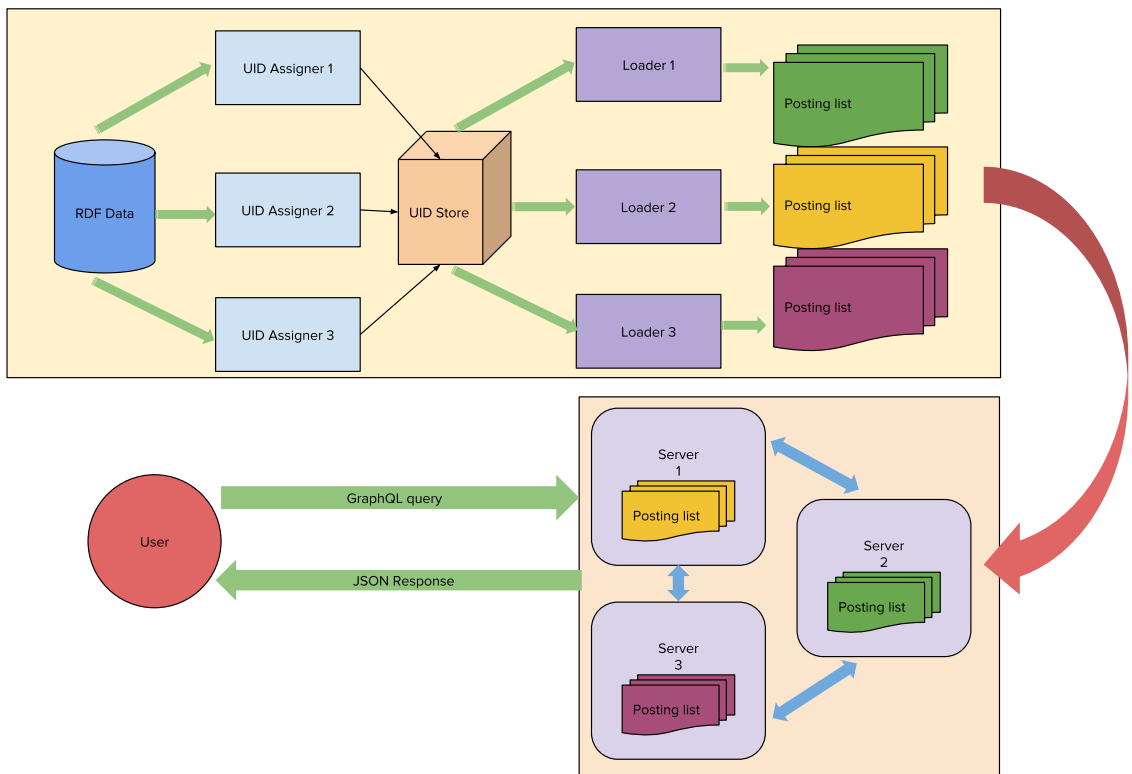 UID Assigner 1
Loader 1
Posting list
RDF Data
UID Assigner 2
UID Store
Loader 2
Posting list
UID Assigner 3
Loader 3
Posting list
Server
1
Posting list
GraphQL query
User
JSON Response
Server
2
Posting list
Server
3
Posting list